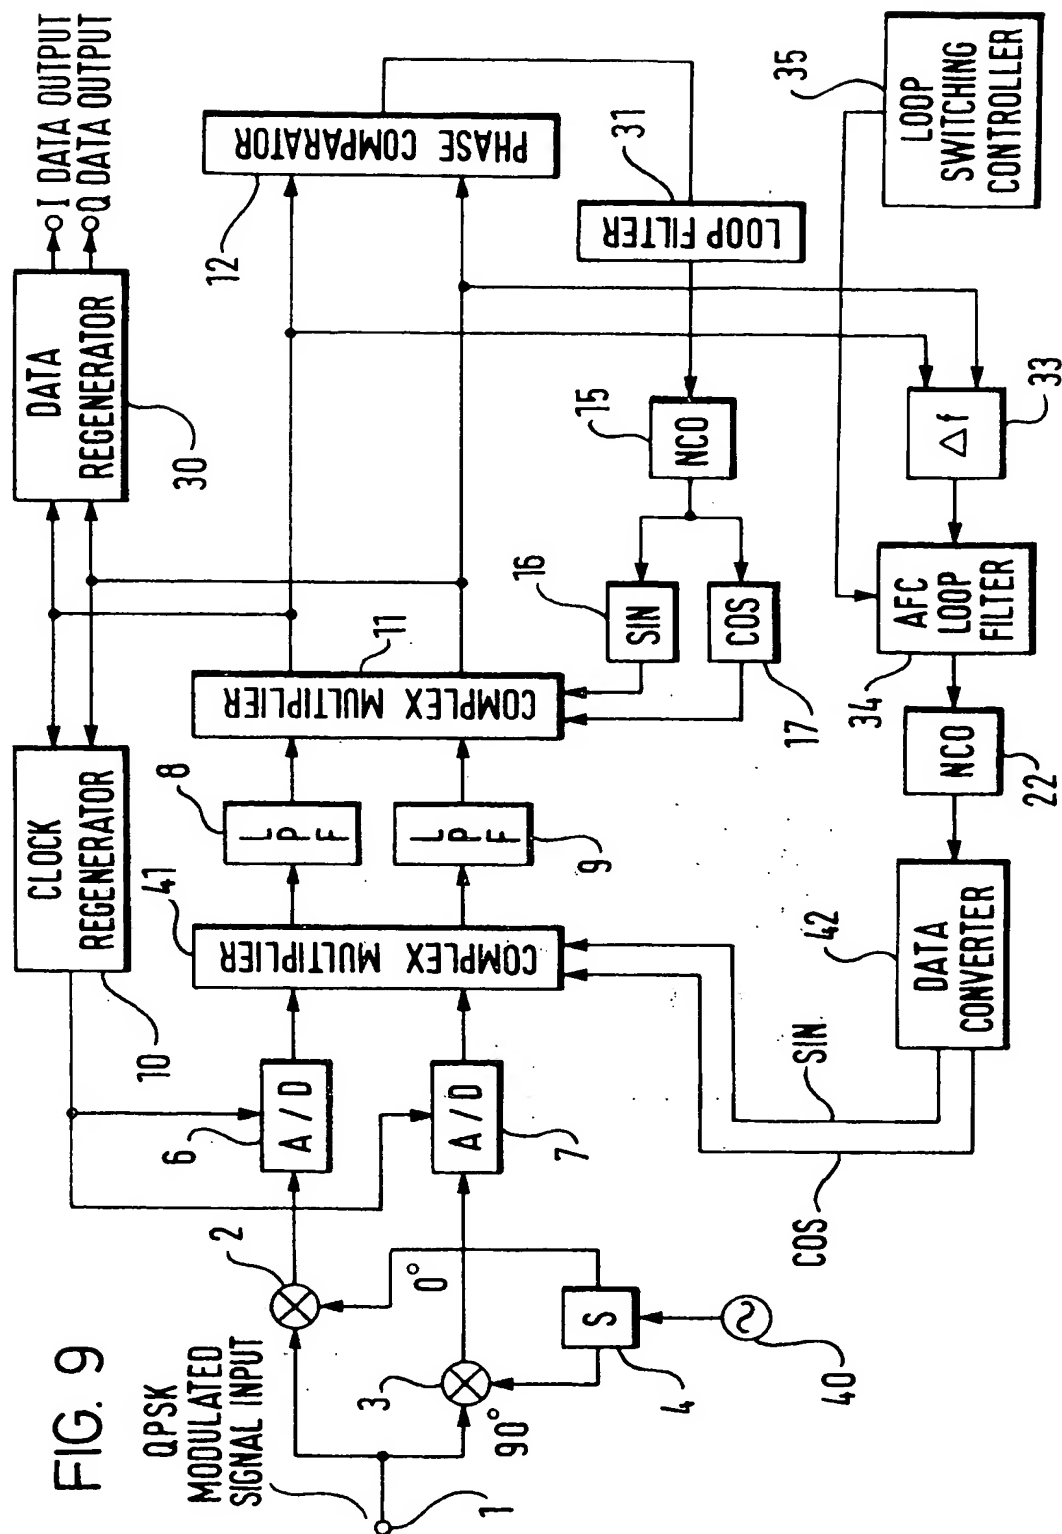 FIG. 9
QPSK
MODULATED
SIGNAL INPUT
1
2
3
0°
90°
S
4
40
A/D
6
A/D
7
CLOCK
REGENERATOR
10
COMPLEX MULTIPLIER
41
LPF
8
LPF
9
COMPLEX MULTIPLIER
11
DATA
REGENERATOR
30
I DATA OUTPUT
Q DATA OUTPUT
PHASE COMPARATOR
12
LOOP FILTER
31
NCO
15
SIN
16
COS
17
COS
SIN
DATA
CONVERTER
42
NCO
22
AFC
LOOP
FILTER
34
Δf
33
LOOP
SWITCHING
CONTROLLER
35